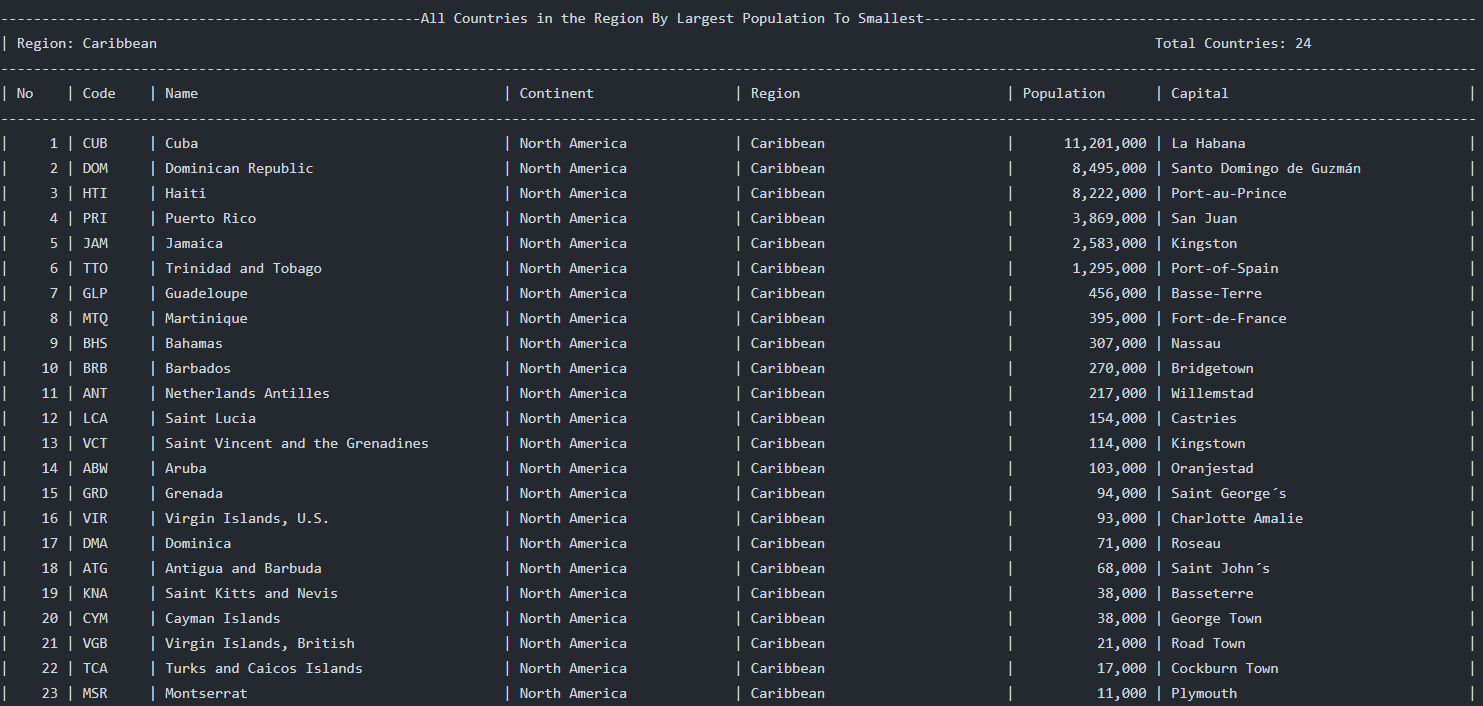 ---------------------------------------------------All Countries in the Region By Largest Population To Smallest-------------------------------------------------------------------
| Region: Caribbean Total Countries: 24
-----------------------------------------------------------------------------------------------------------------------------------------------------------------------------------
| No | Code | Name | Continent | Region | Population | Capital |
-----------------------------------------------------------------------------------------------------------------------------------------------------------------------------------
| 1 | CUB | Cuba | North America | Caribbean | 11,201,000 | La Habana |
| 2 | DOM | Dominican Republic | North America | Caribbean | 8,495,000 | Santo Domingo de Guzmán |
| 3 | HTI | Haiti | North America | Caribbean | 8,222,000 | Port-au-Prince |
| 4 | PRI | Puerto Rico | North America | Caribbean | 3,869,000 | San Juan |
| 5 | JAM | Jamaica | North America | Caribbean | 2,583,000 | Kingston |
| 6 | TTO | Trinidad and Tobago | North America | Caribbean | 1,295,000 | Port-of-Spain |
| 7 | GLP | Guadeloupe | North America | Caribbean | 456,000 | Basse-Terre |
| 8 | MTQ | Martinique | North America | Caribbean | 395,000 | Fort-de-France |
| 9 | BHS | Bahamas | North America | Caribbean | 307,000 | Nassau |
| 10 | BRB | Barbados | North America | Caribbean | 270,000 | Bridgetown |
| 11 | ANT | Netherlands Antilles | North America | Caribbean | 217,000 | Willemstad |
| 12 | LCA | Saint Lucia | North America | Caribbean | 154,000 | Castries |
| 13 | VCT | Saint Vincent and the Grenadines | North America | Caribbean | 114,000 | Kingstown |
| 14 | ABW | Aruba | North America | Caribbean | 103,000 | Oranjestad |
| 15 | GRD | Grenada | North America | Caribbean | 94,000 | Saint George´s |
| 16 | VIR | Virgin Islands, U.S. | North America | Caribbean | 93,000 | Charlotte Amalie |
| 17 | DMA | Dominica | North America | Caribbean | 71,000 | Roseau |
| 18 | ATG | Antigua and Barbuda | North America | Caribbean | 68,000 | Saint John´s |
| 19 | KNA | Saint Kitts and Nevis | North America | Caribbean | 38,000 | Basseterre |
| 20 | CYM | Cayman Islands | North America | Caribbean | 38,000 | George Town |
| 21 | VGB | Virgin Islands, British | North America | Caribbean | 21,000 | Road Town |
| 22 | TCA | Turks and Caicos Islands | North America | Caribbean | 17,000 | Cockburn Town |
| 23 | MSR | Montserrat | North America | Caribbean | 11,000 | Plymouth |